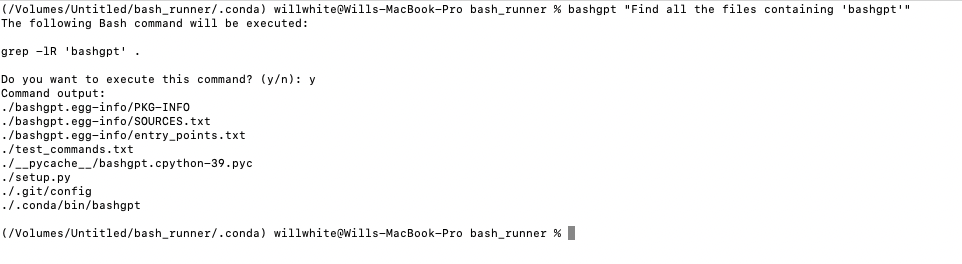 (/Volumes/Untitled/bash_runner/.conda) willwhite@Wills-MacBook-Pro bash_runner % bashgpt "Find all the files containing 'bashgpt'"
The following Bash command will be executed:
grep -lR 'bashgpt' .
Do you want to execute this command? (y/n): y
Command output:
./bashgpt.egg-info/PKG-INFO
./bashgpt.egg-info/SOURCES.txt
./bashgpt.egg-info/entry_points.txt
./test_commands.txt
./__pycache__/bashgpt.cpython-39.pyc
./setup.py
./.git/config
./.conda/bin/bashgpt
(/Volumes/Untitled/bash_runner/.conda) willwhite@Wills-MacBook-Pro bash_runner %